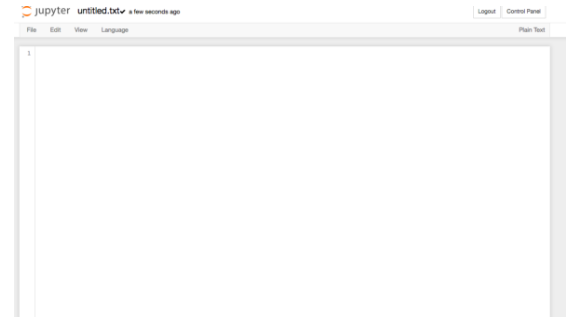 jupyter untitled.txt✔ a few seconds ago Logout Control Panel
File Edit View Language Plain Text
1